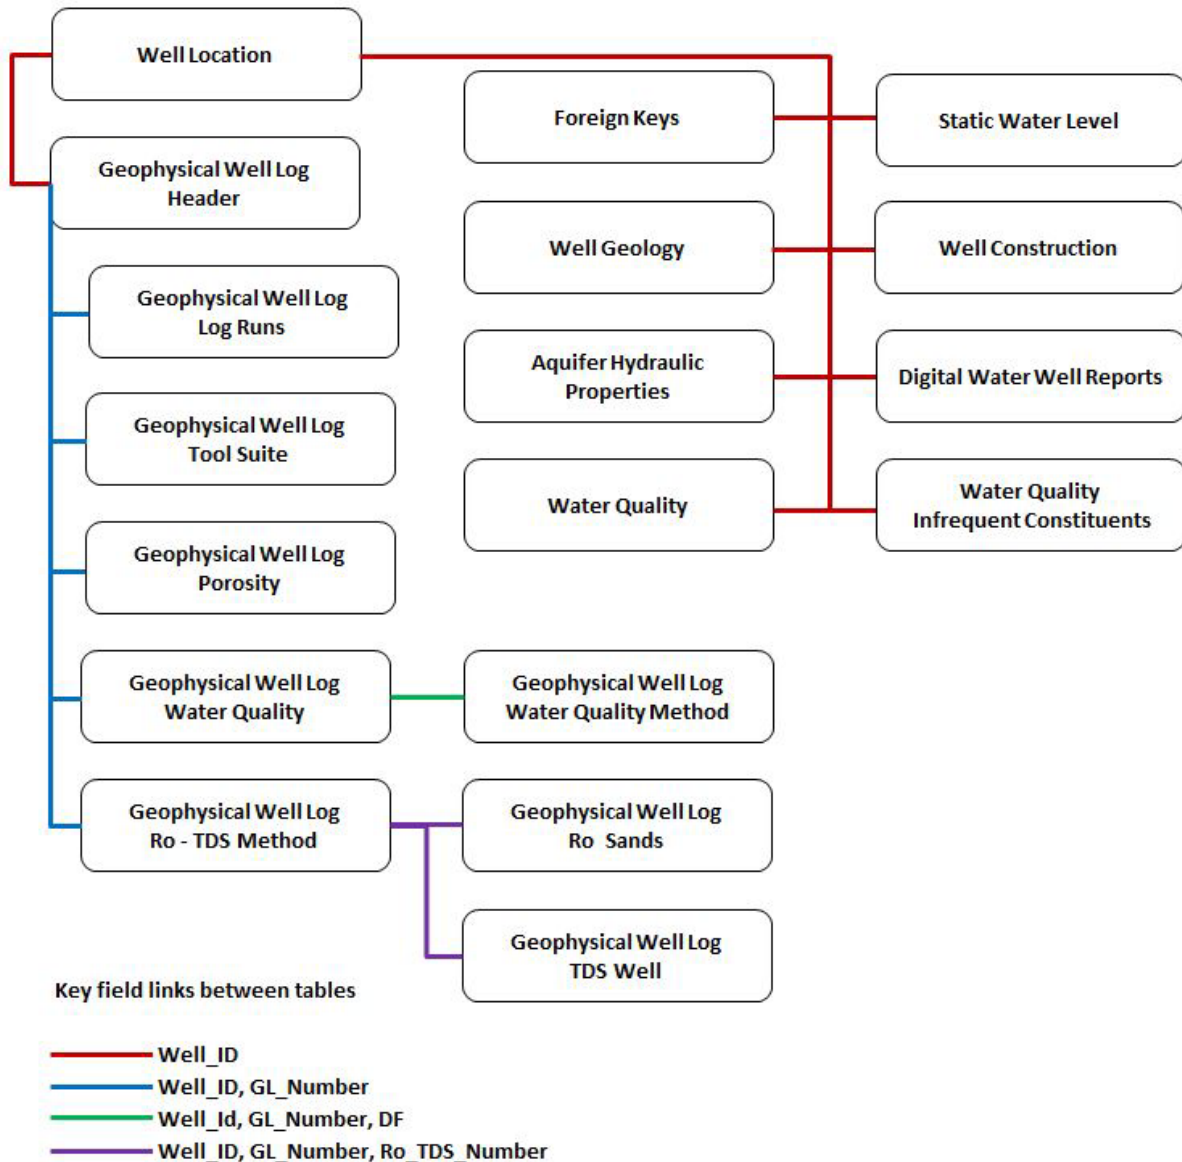 Well Location
Geophysical Well Log
Header
Geophysical Well Log
Log Runs
Geophysical Well Log
Tool Suite
Geophysical Well Log
Porosity
Geophysical Well Log
Water Quality
Geophysical Well Log
Ro - TDS Method
Foreign Keys
Static Water Level
Well Geology
Well Construction
Aquifer Hydraulic
Properties
Digital Water Well Reports
Water Quality
Water Quality
Infrequent Constituents
Geophysical Well Log
Water Quality Method
Geophysical Well Log
Ro Sands
Geophysical Well Log
TDS Well
Key field links between tables
Well_ID
Well_ID, GL_Number
Well_Id, GL_Number, DF
Well_ID, GL_Number, Ro_TDS_Number